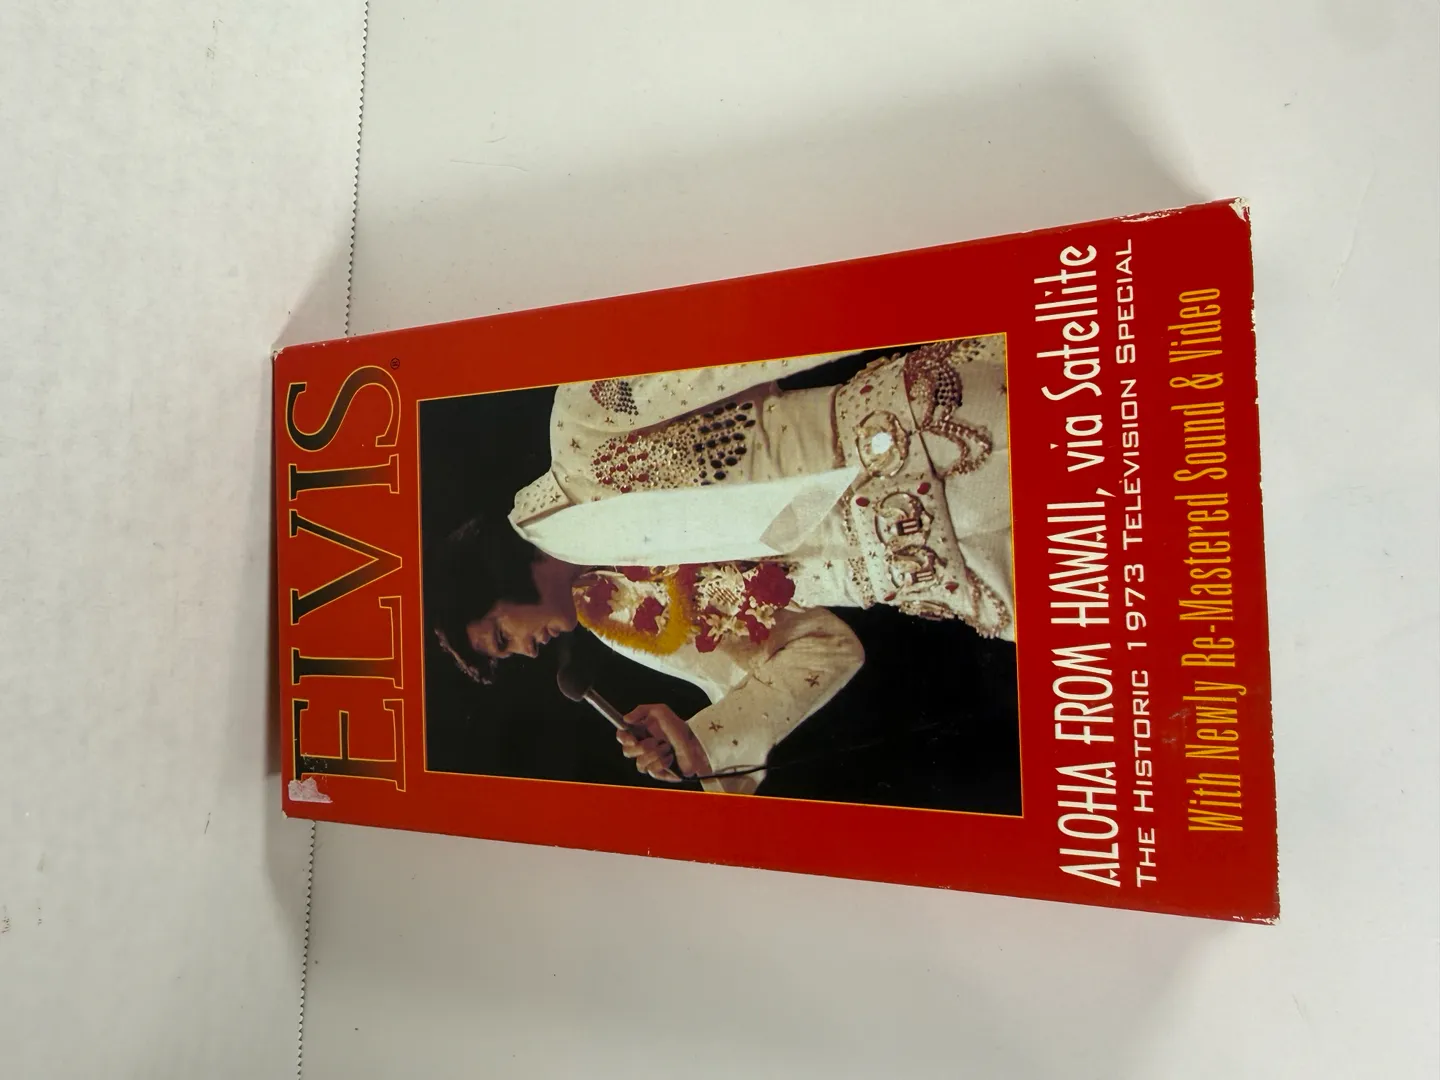 ELVIS®
ALOHA FROM HAWAII, via Satellite
THE HISTORIC 1973 TELEVISION SPECIAL
With Newly Re-Mastered Sound & Video